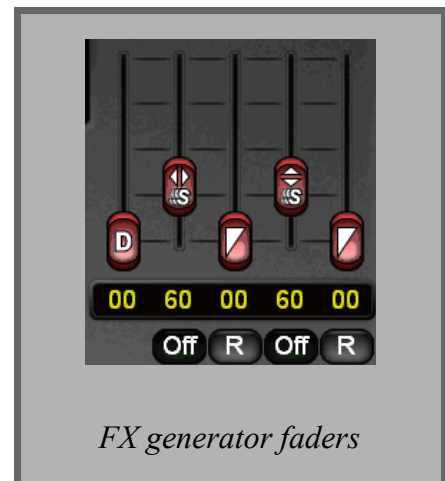 S S
D
00 60 00 60 00
Off R Off R
FX generator faders